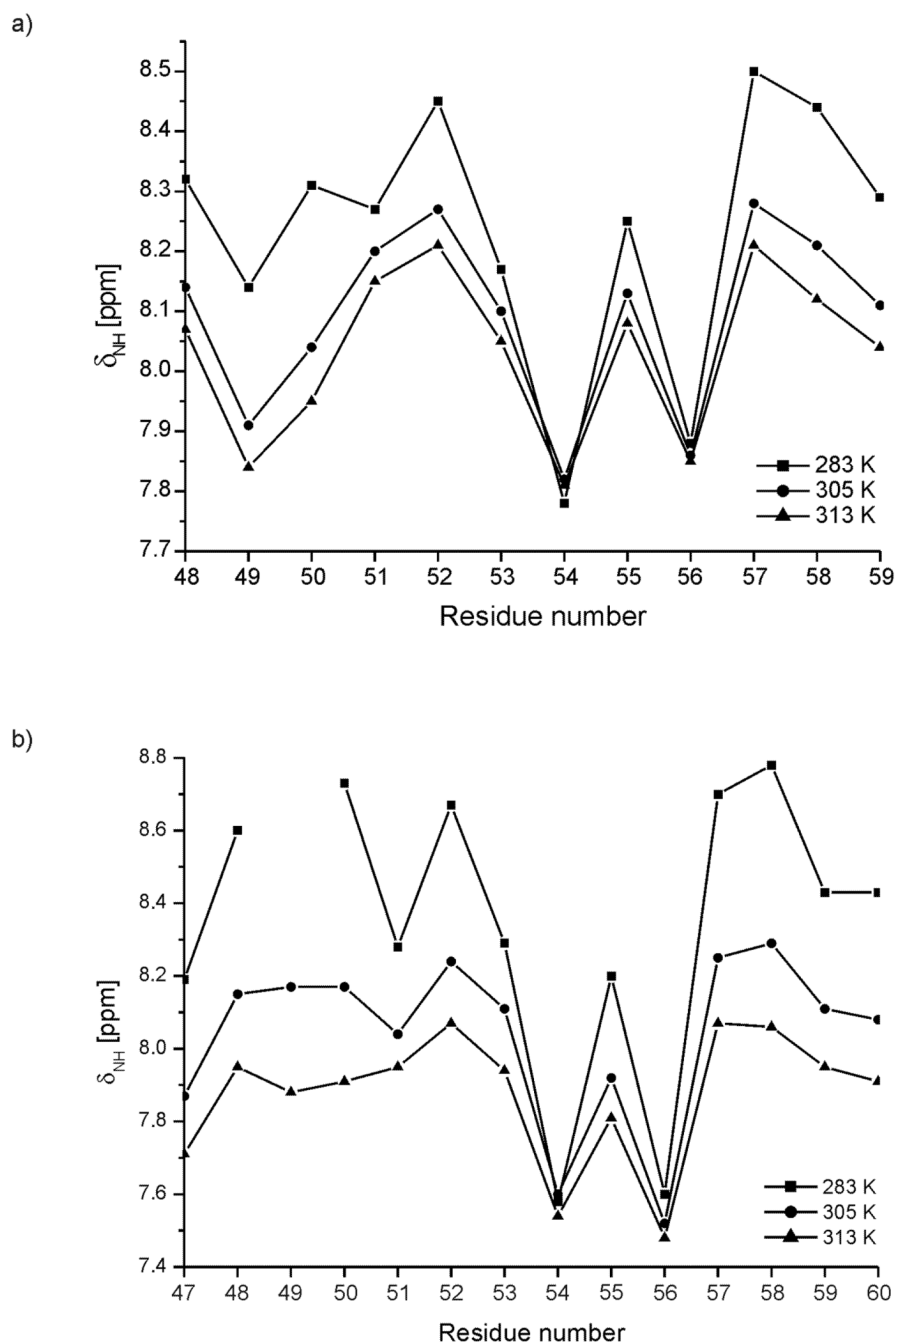 a)
8.5
8.4
8.3
8.2
8.1
8.0
7.9
7.8
7.7
δNH [ppm]
283 K
305 K
313 K
48 49 50 51 52 53 54 55 56 57 58 59
Residue number
b)
8.8
8.6
8.4
8.2
8.0
7.8
7.6
7.4
δNH [ppm]
283 K
305 K
313 K
47 48 49 50 51 52 53 54 55 56 57 58 59 60
Residue number